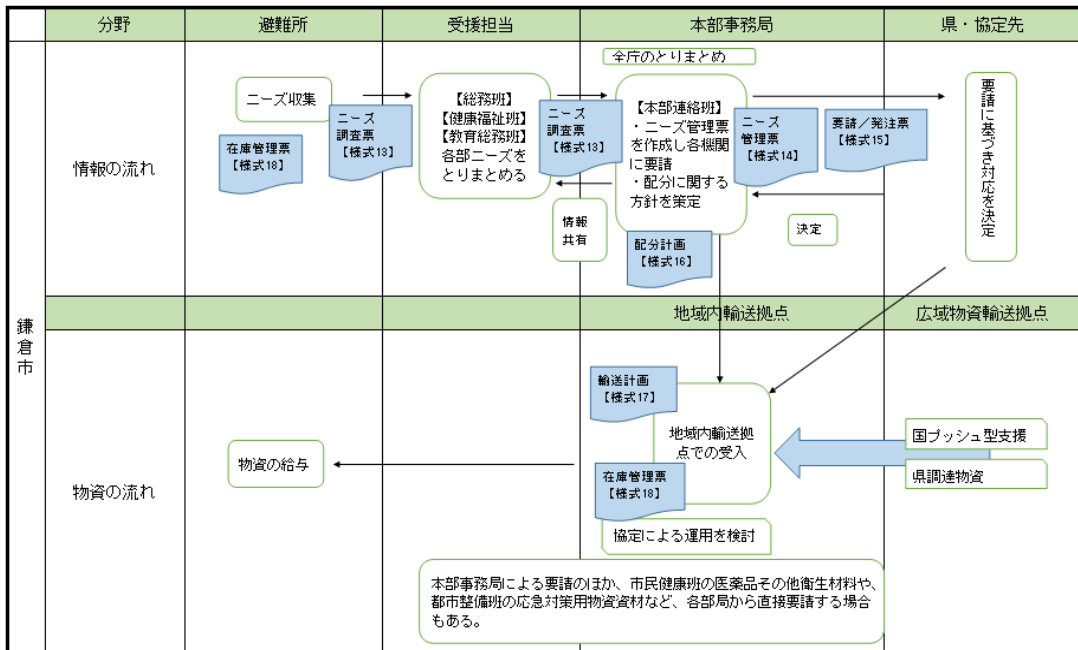 分野
避難所
受援担当
本部事務局
県・協定先
鎌倉市
情報の流れ
ニーズ収集
在庫管理票
【様式18】
ニーズ
調査票
【様式13】
【総務班】
【健康福祉班】
【教育総務班】
各部ニーズを
とりまとめる
ニーズ
調査票
【様式13】
情報
共有
全庁のとりまとめ
【本部連絡班】
・ニーズ管理票
を作成し各機関
に要請
・配分に関する
方針を策定
配分計画
【様式16】
ニーズ
管理票
【様式14】
要請／発注票
【様式15】
決定
要請に基づき対応を決定
地域内輸送拠点
広域物資輸送拠点
物資の流れ
物資の給与
輸送計画
【様式17】
地域内輸送拠
点での受入
在庫管理票
【様式18】
協定による運用を検討
国プッシュ型支援
県調達物資
本部事務局による要請のほか、市民健康班の医薬品その他衛生材料や、
都市整備班の応急対策用物資資材など、各部局から直接要請する場合
もある。